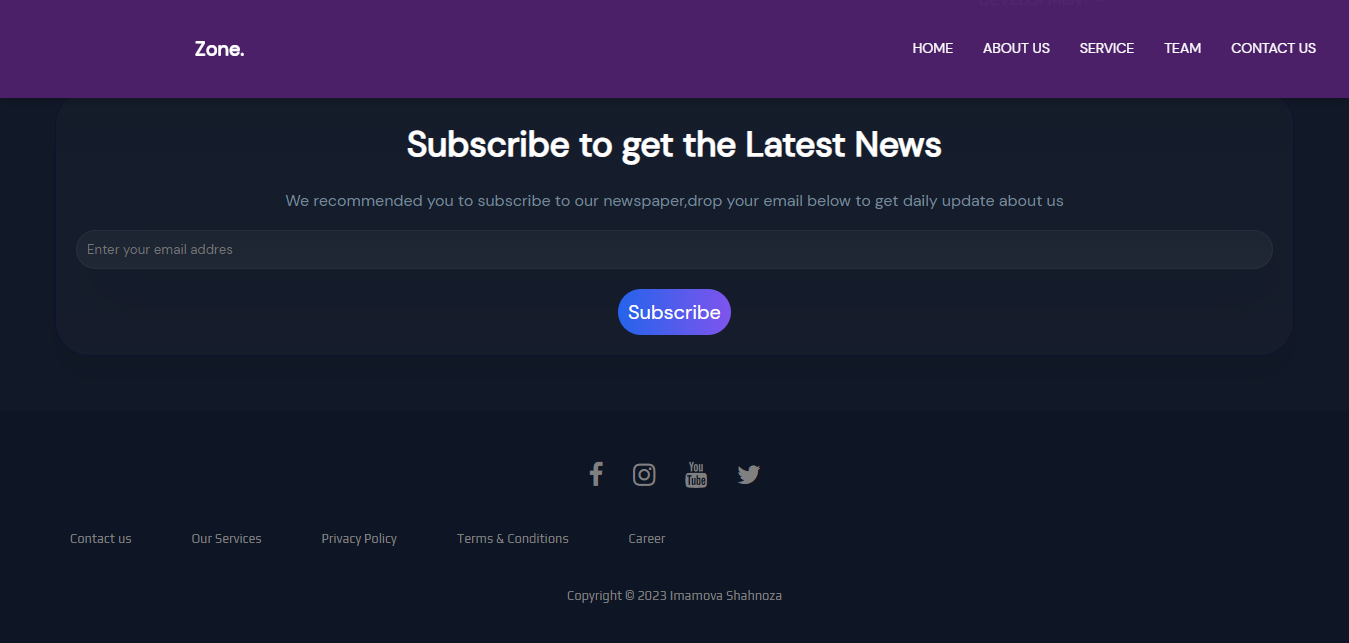 Zone.
HOME ABOUT US SERVICE TEAM CONTACT US
Subscribe to get the Latest News
We recommended you to subscribe to our newspaper,drop your email below to get daily update about us
Enter your email addres
Subscribe
You
Tube
Contact us Our Services Privacy Policy Terms & Conditions Career
Copyright © 2023 Imamova Shahnoza